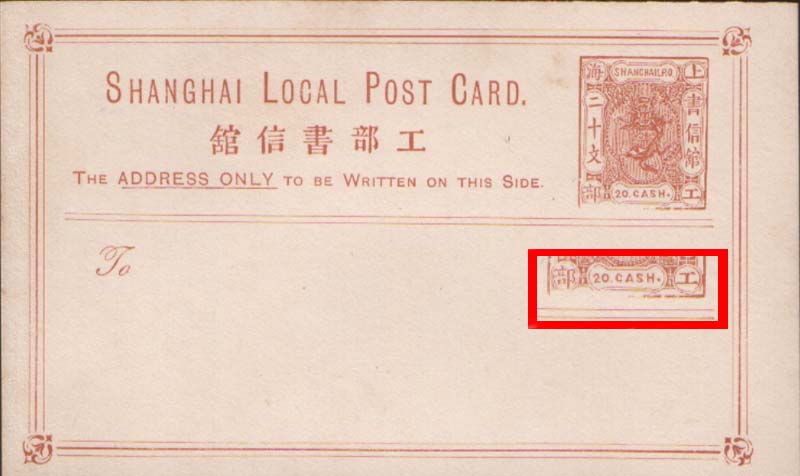 SHANGHAI LOCAL POST CARD.
館信書部工
THE ADDRESS ONLY TO BE WRITTEN ON THIS SIDE.
To
海 SHANGHAI.P.O. 上
二十文
書信館
部 20.CASH. 工
部 20.CASH. 工